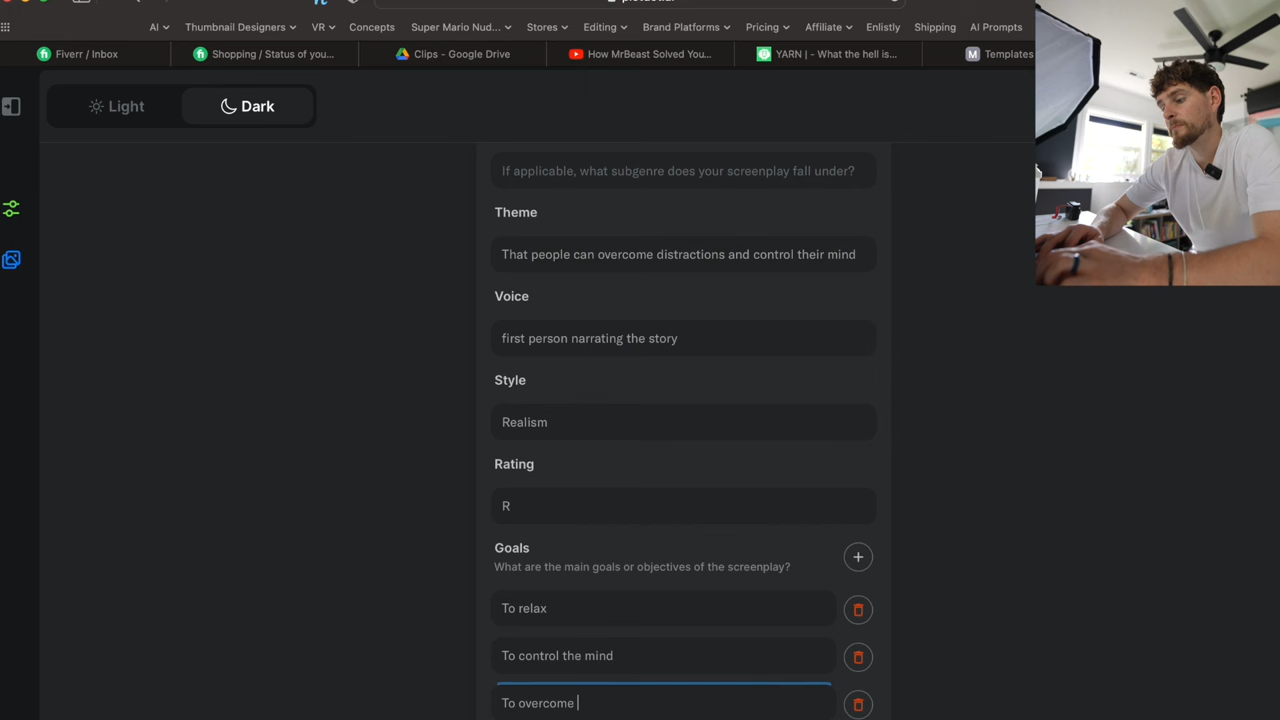 AI Thumbnail Designers VR Concepts Super Mario Nud... Stores Editing Brand Platforms Pricing Affiliate Enlistly Shipping AI Prompts
Fiverr / Inbox Shopping / Status of you... Clips - Google Drive How MrBeast Solved You... YARN | - What the hell is... M Templates
Light Dark
If applicable, what subgenre does your screenplay fall under?
Theme
That people can overcome distractions and control their mind
Voice
first person narrating the story
Style
Realism
Rating
R
Goals
What are the main goals or objectives of the screenplay?
To relax
To control the mind
To overcome